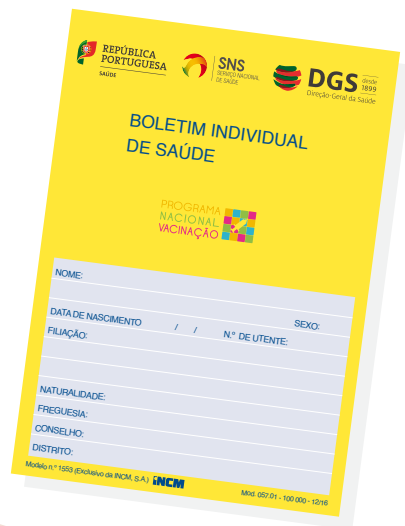 REPÚBLICA
PORTUGUESA
SAÚDE
SNS
SERVIÇO NACIONAL
DE SAÚDE
DGS
desde
1899
Direção-Geral da Saúde
BOLETIM INDIVIDUAL
DE SAÚDE
PROGRAMA
NACIONAL
VACINAÇÃO
NOME:
SEXO:
DATA DE NASCIMENTO / / N.º DE UTENTE:
FILIAÇÃO:
NATURALIDADE:
FREGUESIA:
CONSELHO:
DISTRITO:
Modelo n.º 1553 (Exclusivo da INCM, S.A.) INCM
Mod. 057.01 - 100 000 - 12/16